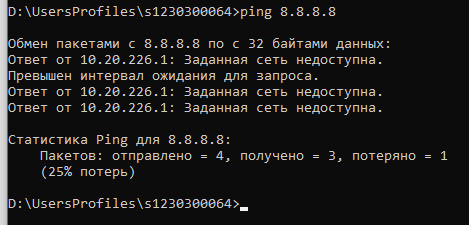 D:\UsersProfiles\s1230300064>ping 8.8.8.8
Обмен пакетами с 8.8.8.8 по с 32 байтами данных:
Ответ от 10.20.226.1: Заданная сеть недоступна.
Превышен интервал ожидания для запроса.
Ответ от 10.20.226.1: Заданная сеть недоступна.
Ответ от 10.20.226.1: Заданная сеть недоступна.
Статистика Ping для 8.8.8.8:
Пакетов: отправлено = 4, получено = 3, потеряно = 1
(25% потерь)
D:\UsersProfiles\s1230300064>